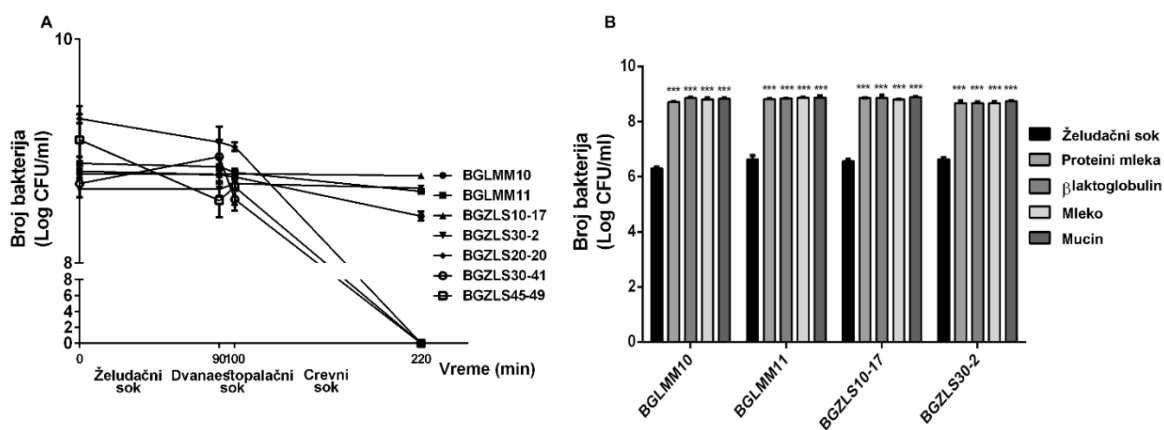 A
10
8
8
6
4
2
0
Broj bakterija
(Log CFU/ml)
0
90
100
220
Vreme (min)
Želudačni
sok
Dvanaestopalačni
sok
Crevni
sok
BGLMM10
BGLMM11
BGZLS10-17
BGZLS30-2
BGZLS20-20
BGZLS30-41
BGZLS45-49
B
10
8
6
4
2
0
Broj bakterija
(Log CFU/ml)
*** *** *** ***
*** *** *** ***
*** *** *** ***
*** *** *** ***
BGLMM10
BGLMM11
BGZLS10-17
BGZLS30-2
Želudačni sok
Proteini mleka
βlaktoglobulin
Mleko
Mucin